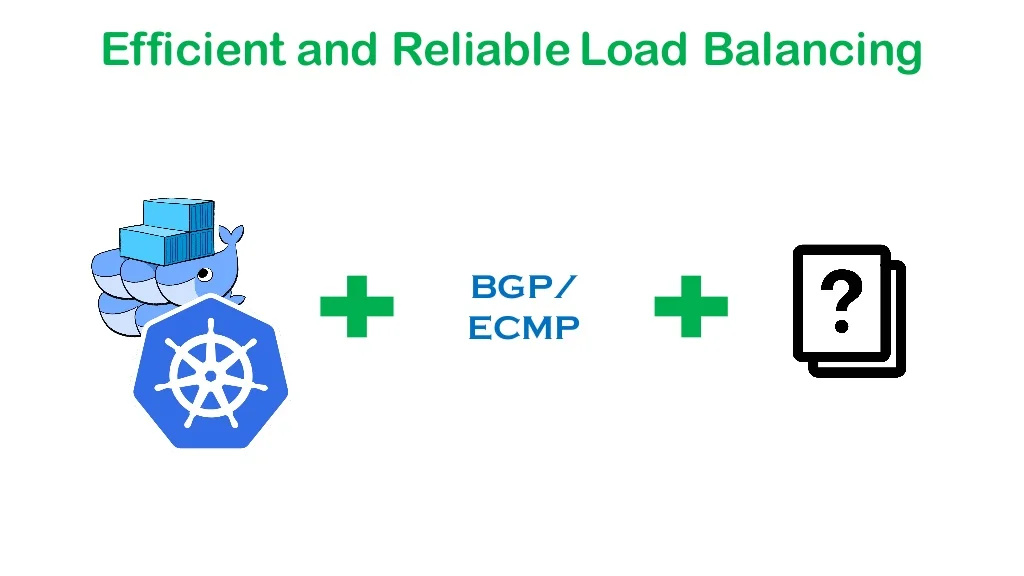 Efficient and Reliable Load Balancing
BGP/
ECMP
?